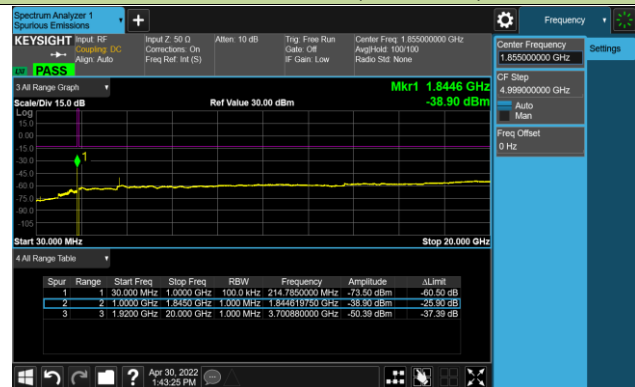 Spectrum Analyzer 1
Spurious Emissions
Frequency
KEYSIGHT Input: RF Input Z: 50 Ω Atten: 10 dB Trig: Free Run Center Freq: 1.855000000 GHz
Coupling: DC Corrections: On Gate: Off Avg|Hold: 100/100
Align: Auto Freq Ref: Int (S) IF Gain: Low Radio Std: None
PASS
Center Frequency
1.855000000 GHz
Settings
CF Step
4.999000000 GHz
Auto
Man
Freq Offset
0 Hz
3 All Range Graph
Mkr1 1.8446 GHz
Scale/Div 15.0 dB Ref Value 30.00 dBm -38.90 dBm
Log
15.0
0.00
-15.0
-30.0
-45.0
-60.0
-75.0
-90.0
-105
1
Start 30.000 MHz Stop 20.000 GHz
4 All Range Table
Spur Range Start Freq Stop Freq RBW Frequency Amplitude ΔLimit
1 1 30.000 MHz 1.0000 GHz 100.0 kHz 214.7850000 MHz -73.50 dBm -60.50 dB
2 2 1.0000 GHz 1.8450 GHz 1.000 MHz 1.844619750 GHz -38.90 dBm -25.90 dB
3 3 1.9200 GHz 20.000 GHz 1.000 MHz 3.700880000 GHz -50.39 dBm -37.39 dB
Apr 30, 2022
1:43:25 PM